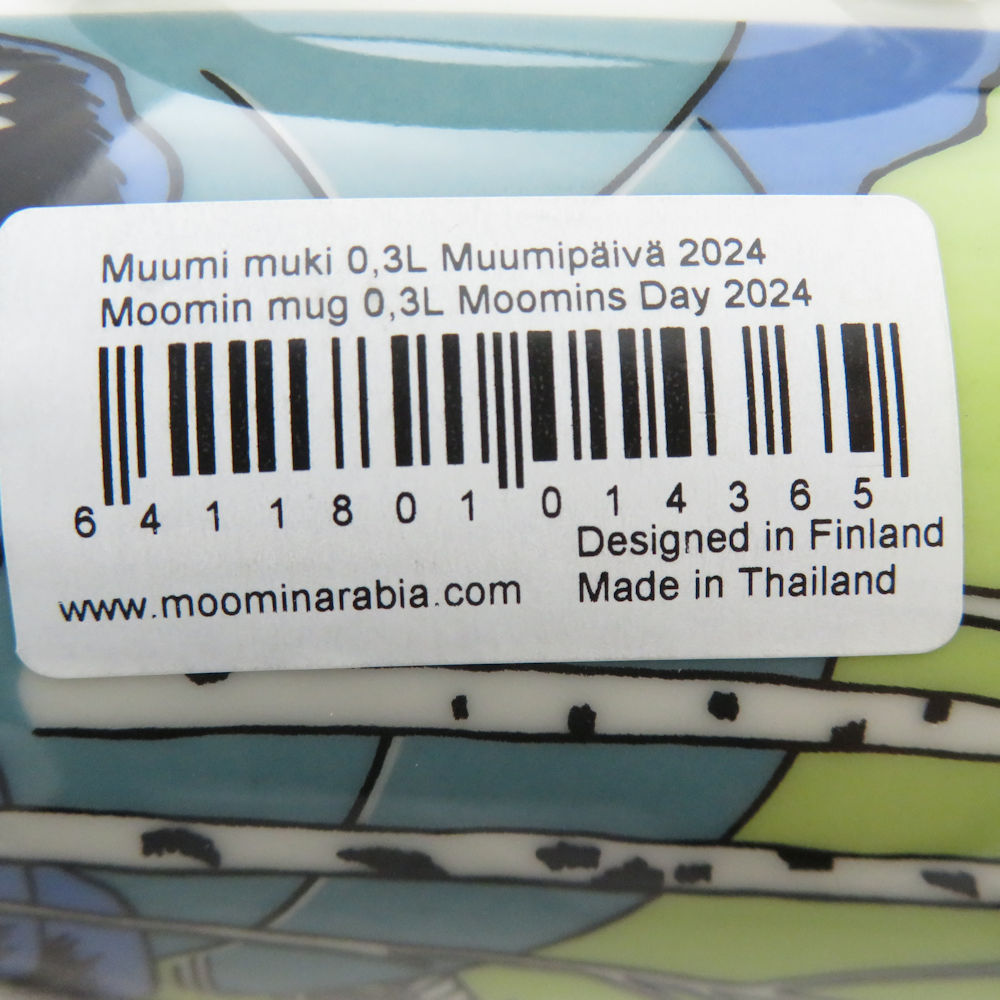 Muumi muki 0,3L Muumipäivä 2024
Moomin mug 0,3L Moomins Day 2024
6 411801 014365
Designed in Finland
www.moominarabia.com Made in Thailand